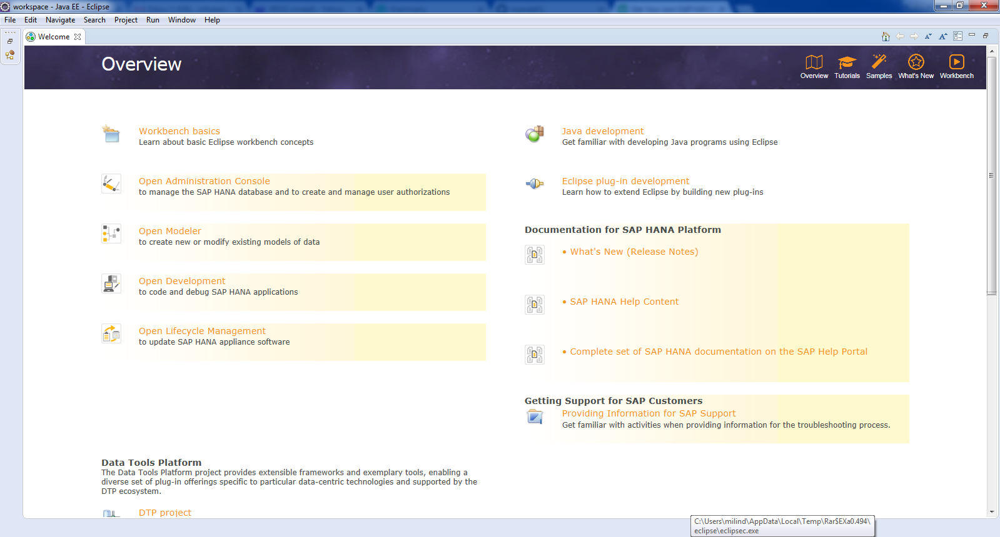 workspace - Java EE - Eclipse
File Edit Navigate Search Project Run Window Help
Welcome
Overview
Overview Tutorials Samples What's New Workbench
Workbench basics
Learn about basic Eclipse workbench concepts
Open Administration Console
to manage the SAP HANA database and to create and manage user authorizations
Open Modeler
to create new or modify existing models of data
Open Development
to code and debug SAP HANA applications
Open Lifecycle Management
to update SAP HANA appliance software
Java development
Get familiar with developing Java programs using Eclipse
Eclipse plug-in development
Learn how to extend Eclipse by building new plug-ins
Documentation for SAP HANA Platform
• What's New (Release Notes)
• SAP HANA Help Content
• Complete set of SAP HANA documentation on the SAP Help Portal
Getting Support for SAP Customers
Providing Information for SAP Support
Get familiar with activities when providing information for the troubleshooting process.
Data Tools Platform
The Data Tools Platform project provides extensible frameworks and exemplary tools, enabling a
diverse set of plug-in offerings specific to particular data-centric technologies and supported by the
DTP ecosystem.
DTP project
C:\Users\milind\AppData\Local\Temp\Rar$EXa0.494\
eclipse\eclipsec.exe